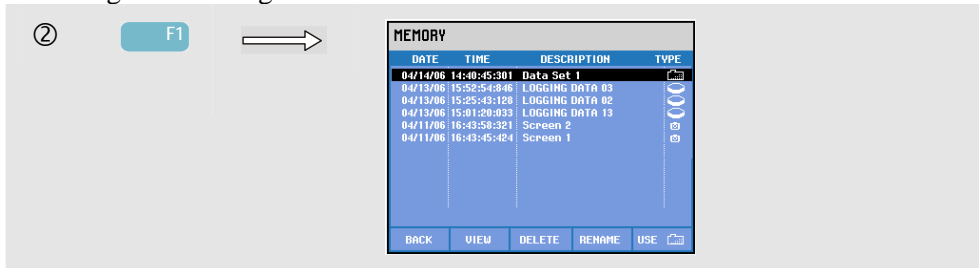 ② F1
MEMORY
DATE TIME DESCRIPTION TYPE
04/14/06 14:40:45:301 Data Set 1
04/13/06 15:52:54:846 LOGGING DATA 03
04/13/06 15:25:43:128 LOGGING DATA 02
04/13/06 15:01:20:033 LOGGING DATA 13
04/11/06 16:43:58:321 Screen 2
04/11/06 16:43:45:424 Screen 1
BACK VIEW DELETE RENAME USE